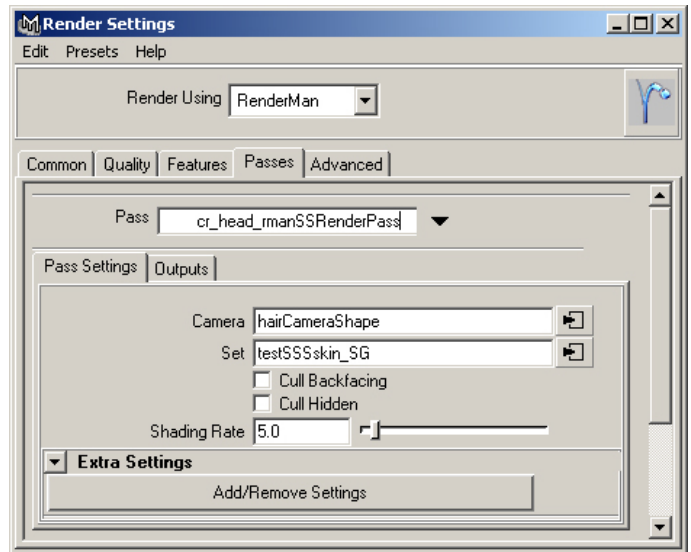 Render Settings
Edit Presets Help
Render Using RenderMan
Common Quality Features Passes Advanced
Pass cr_head_rmanSSRenderPass
Pass Settings Outputs
Camera hairCameraShape
Set testSSSskin_SG
Cull Backfacing
Cull Hidden
Shading Rate 5.0
Extra Settings
Add/Remove Settings